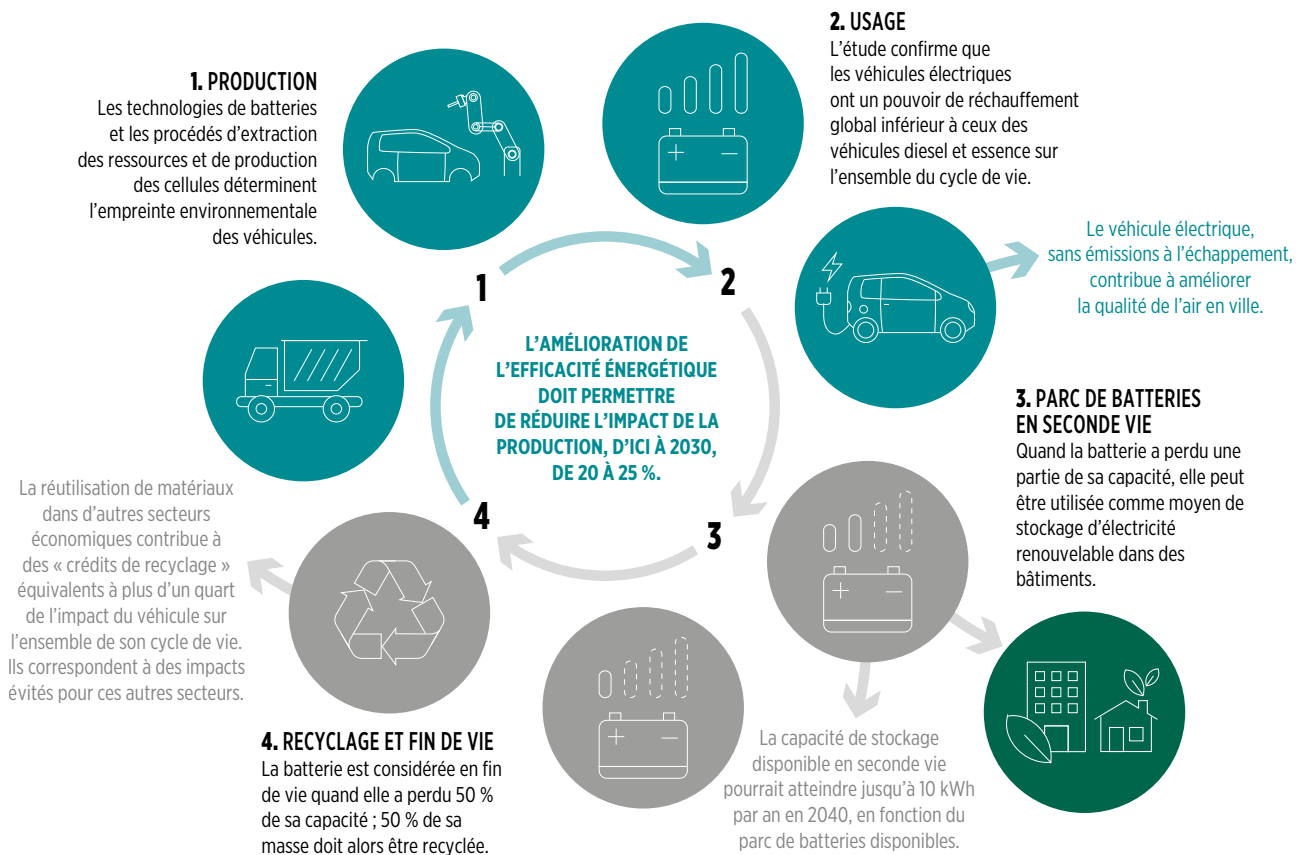 1. PRODUCTION
Les technologies de batteries
et les procédés d'extraction
des ressources et de production
des cellules déterminent
l'empreinte environnementale
des véhicules.
2. USAGE
L'étude confirme que
les véhicules électriques
ont un pouvoir de réchauffement
global inférieur à ceux des
véhicules diesel et essence sur
l'ensemble du cycle de vie.
Le véhicule électrique,
sans émissions à l'échappement,
contribue à améliorer
la qualité de l'air en ville.
1
2
L'AMÉLIORATION DE
L'EFFICACITÉ ÉNERGÉTIQUE
DOIT PERMETTRE
DE RÉDUIRE L'IMPACT DE LA
PRODUCTION, D'ICI À 2030,
DE 20 À 25 %.
4
3
3. PARC DE BATTERIES
EN SECONDE VIE
Quand la batterie a perdu une
partie de sa capacité, elle peut
être utilisée comme moyen de
stockage d'électricité
renouvelable dans des
bâtiments.
La réutilisation de matériaux
dans d'autres secteurs
économiques contribue à
des « crédits de recyclage »
équivalents à plus d'un quart
de l'impact du véhicule sur
l'ensemble de son cycle de vie.
Ils correspondent à des impacts
évités pour ces autres secteurs.
4. RECYCLAGE ET FIN DE VIE
La batterie est considérée en fin
de vie quand elle a perdu 50 %
de sa capacité ; 50 % de sa
masse doit alors être recyclée.
La capacité de stockage
disponible en seconde vie
pourrait atteindre jusqu'à 10 kWh
par an en 2040, en fonction du
parc de batteries disponibles.